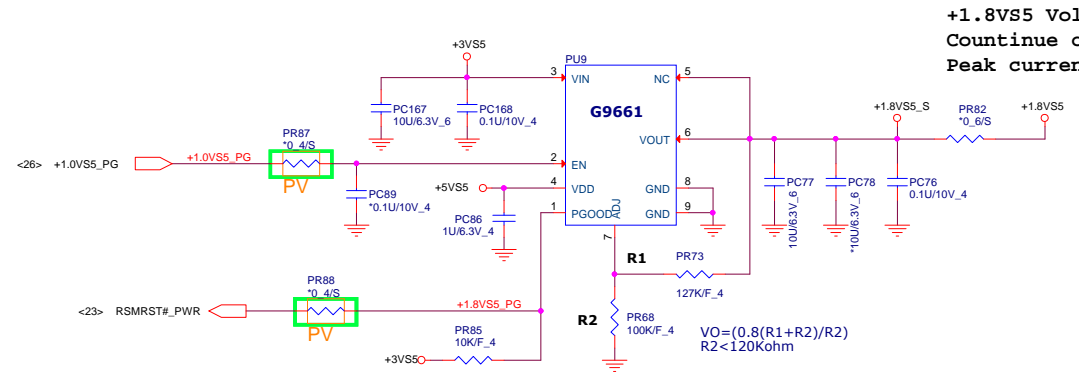 +1.8VS5 Vol
Countinue c
Peak curren
+3VS5
PU9
3
VIN
NC
5
PC167
10U/6.3V_6
PC168
0.1U/10V_4
G9661
+1.8VS5_S
PR82
*0_6/S
+1.8VS5
VOUT
6
PR87
*0_4/S
<26> +1.0VS5_PG
+1.0VS5_PG
PV
2
EN
PC89
*0.1U/10V_4
+5VS5
4
VDD
GND
8
1
PGOOD
GND
9
ADJ
7
PC86
1U/6.3V_4
PC77
10U/6.3V_6
PC78
*10U/6.3V_6
PC76
0.1U/10V_4
R1
PR73
127K/F_4
PR88
*0_4/S
<23> RSMRST#_PWR
+1.8VS5_PG
PV
R2
PR68
100K/F_4
VO=(0.8(R1+R2)/R2)
R2<120Kohm
PR85
10K/F_4
+3VS5